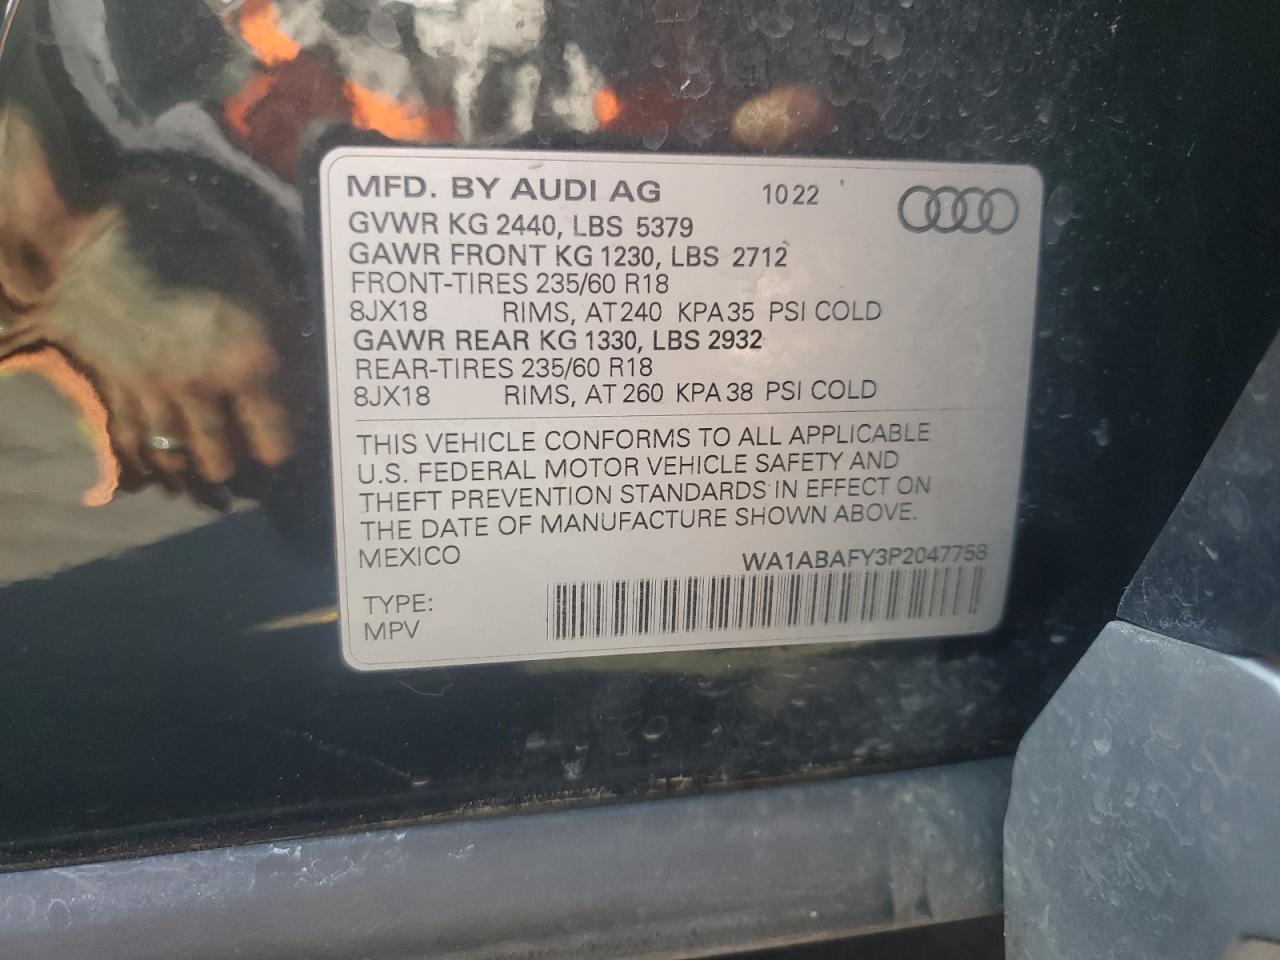 MFD. BY AUDI AG 10 22
GVWR KG 2440, LBS 5379
GAWR FRONT KG 1230, LBS 2712
FRONT-TIRES 235/60 R18
8JX18 RIMS, AT 240 KPA 35 PSI COLD
GAWR REAR KG 1330, LBS 2932
REAR-TIRES 235/60 R18
8JX18 RIMS, AT 260 KPA 38 PSI COLD
THIS VEHICLE CONFORMS TO ALL APPLICABLE
U.S. FEDERAL MOTOR VEHICLE SAFETY AND
THEFT PREVENTION STANDARDS IN EFFECT ON
THE DATE OF MANUFACTURE SHOWN ABOVE.
MEXICO WA1ABAFY3P2047758
TYPE:
MPV